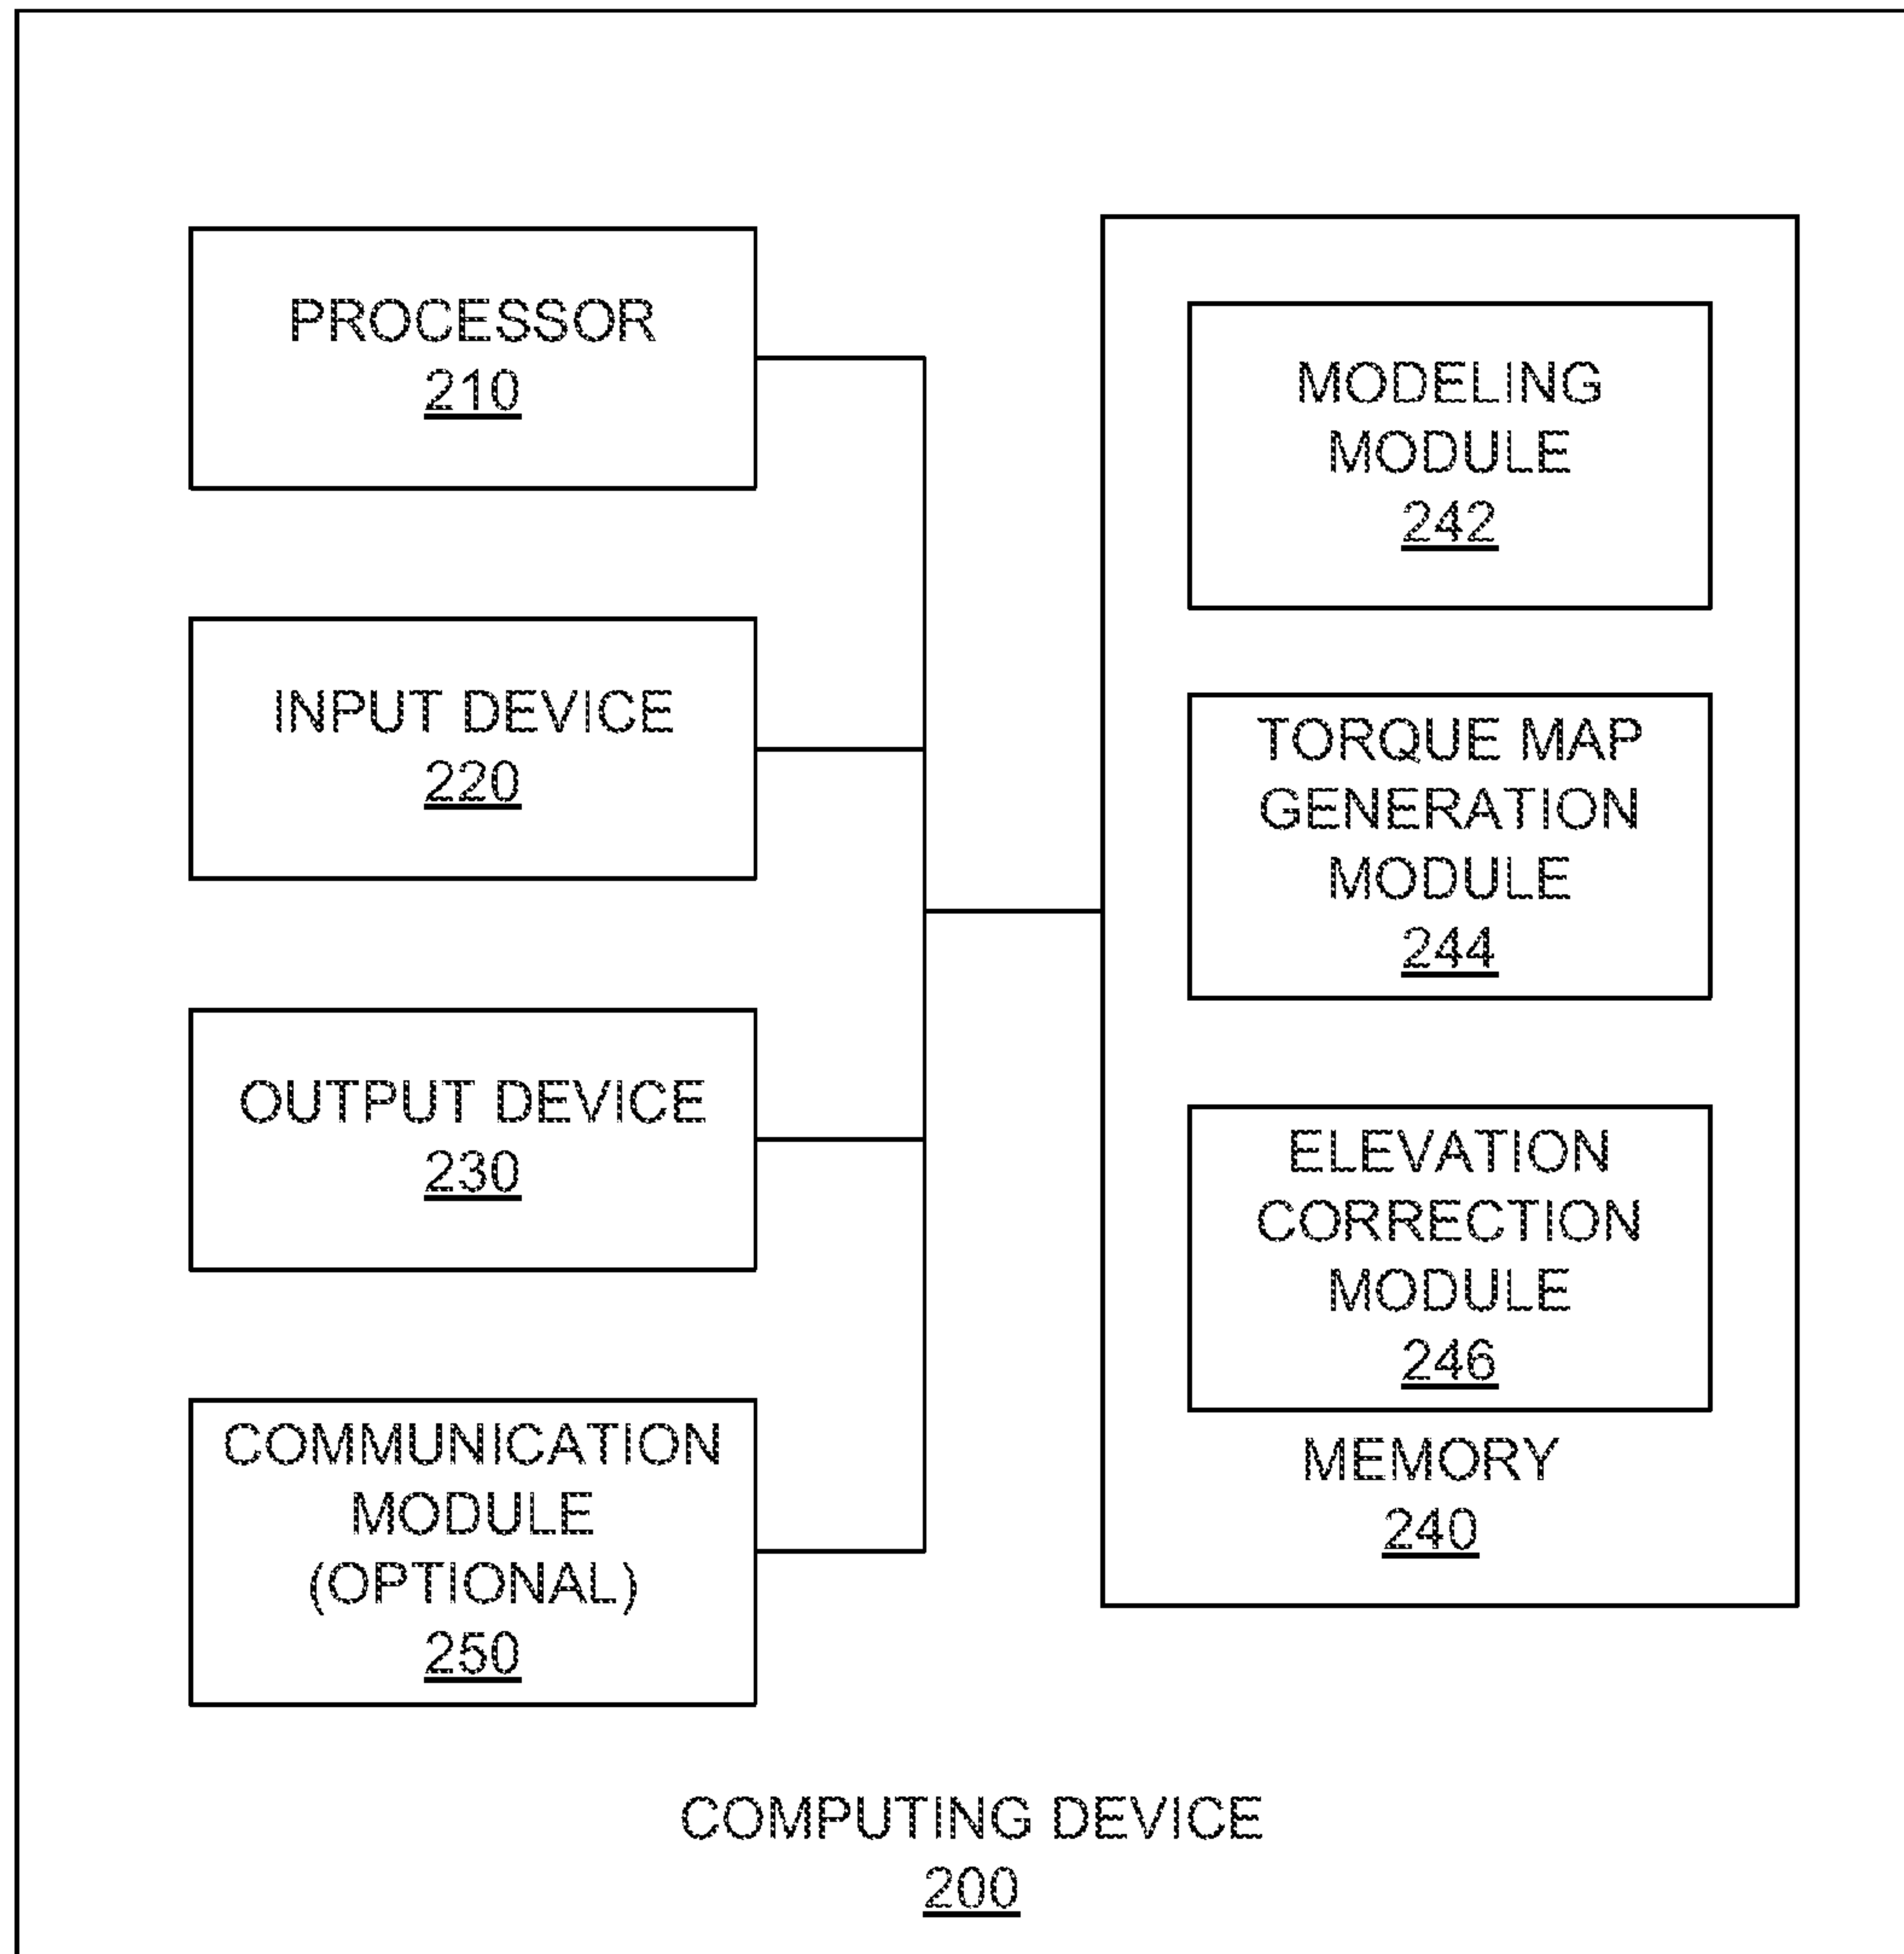 PROCESSOR
210
INPUT DEVICE
220
OUTPUT DEVICE
230
COMMUNICATION
MODULE
(OPTIONAL)
250
MODELING
MODULE
242
TORQUE MAP
GENERATION
MODULE
244
ELEVATION
CORRECTION
MODULE
246
MEMORY
240
COMPUTING DEVICE
200